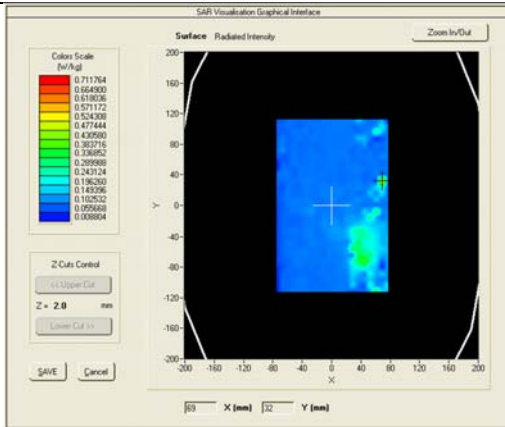 SAR Visualisation Graphical Interface
Surface Radiated Intensity
Zoom In/Out
Colors Scale
(W/kg)
0.711764
0.664900
0.618036
0.571172
0.524308
0.477444
0.430580
0.383716
0.336852
0.289988
0.243124
0.196260
0.149396
0.102532
0.055668
0.008804
Z-Cuts Control
<< Upper Cut
Z = 2.0 mm
Lower Cut >>
SAVE Cancel
200
160
120
80
40
0
-40
-80
-120
-160
-200
Y
-200 -160 -120 -80 -40 0 40 80 120 160 200
X
69 X (mm) 32 Y (mm)